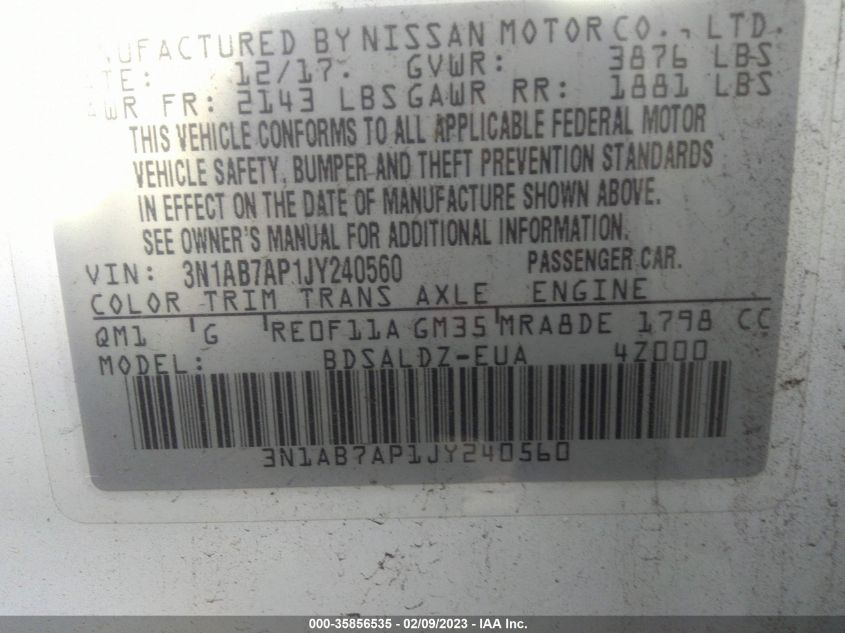 MANUFACTURED BY NISSAN MOTOR CO., LTD.
DATE: 12/17. GVWR: 3876 LBS
GAWR FR: 2143 LBS GAWR RR: 1881 LBS
THIS VEHICLE CONFORMS TO ALL APPLICABLE FEDERAL MOTOR
VEHICLE SAFETY, BUMPER AND THEFT PREVENTION STANDARDS
IN EFFECT ON THE DATE OF MANUFACTURE SHOWN ABOVE.
SEE OWNER'S MANUAL FOR ADDITIONAL INFORMATION.
VIN: 3N1AB7AP1JY240560 PASSENGER CAR.
COLOR TRIM TRANS AXLE ENGINE
QM1 G RE0F11A GM35 MRA8DE 1798 CC
MODEL: BDSALDZ-EUA 4Z000
3N1AB7AP1JY240560
000-35856535 - 02/09/2023 - IAA Inc.